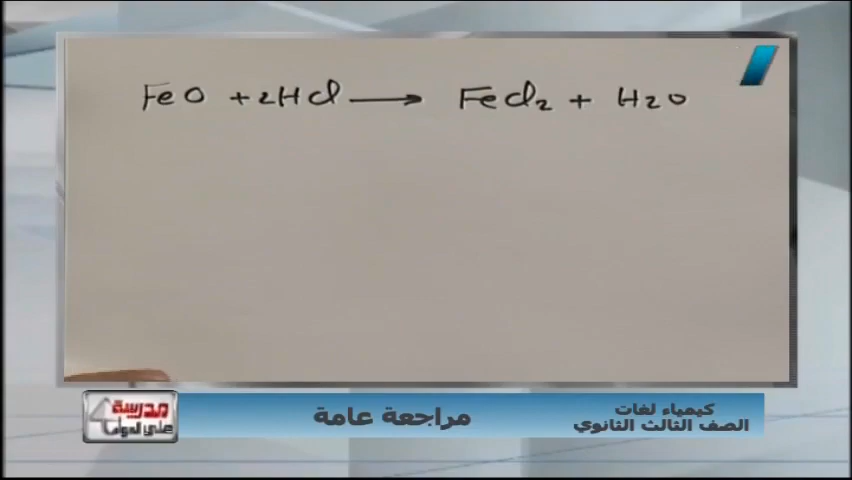 FeO + 2HCl → FeCl2 + H2O
كيمياء لغات
الصف الثالث الثانوي
مراجعة عامة
مدرسة
على الهواء